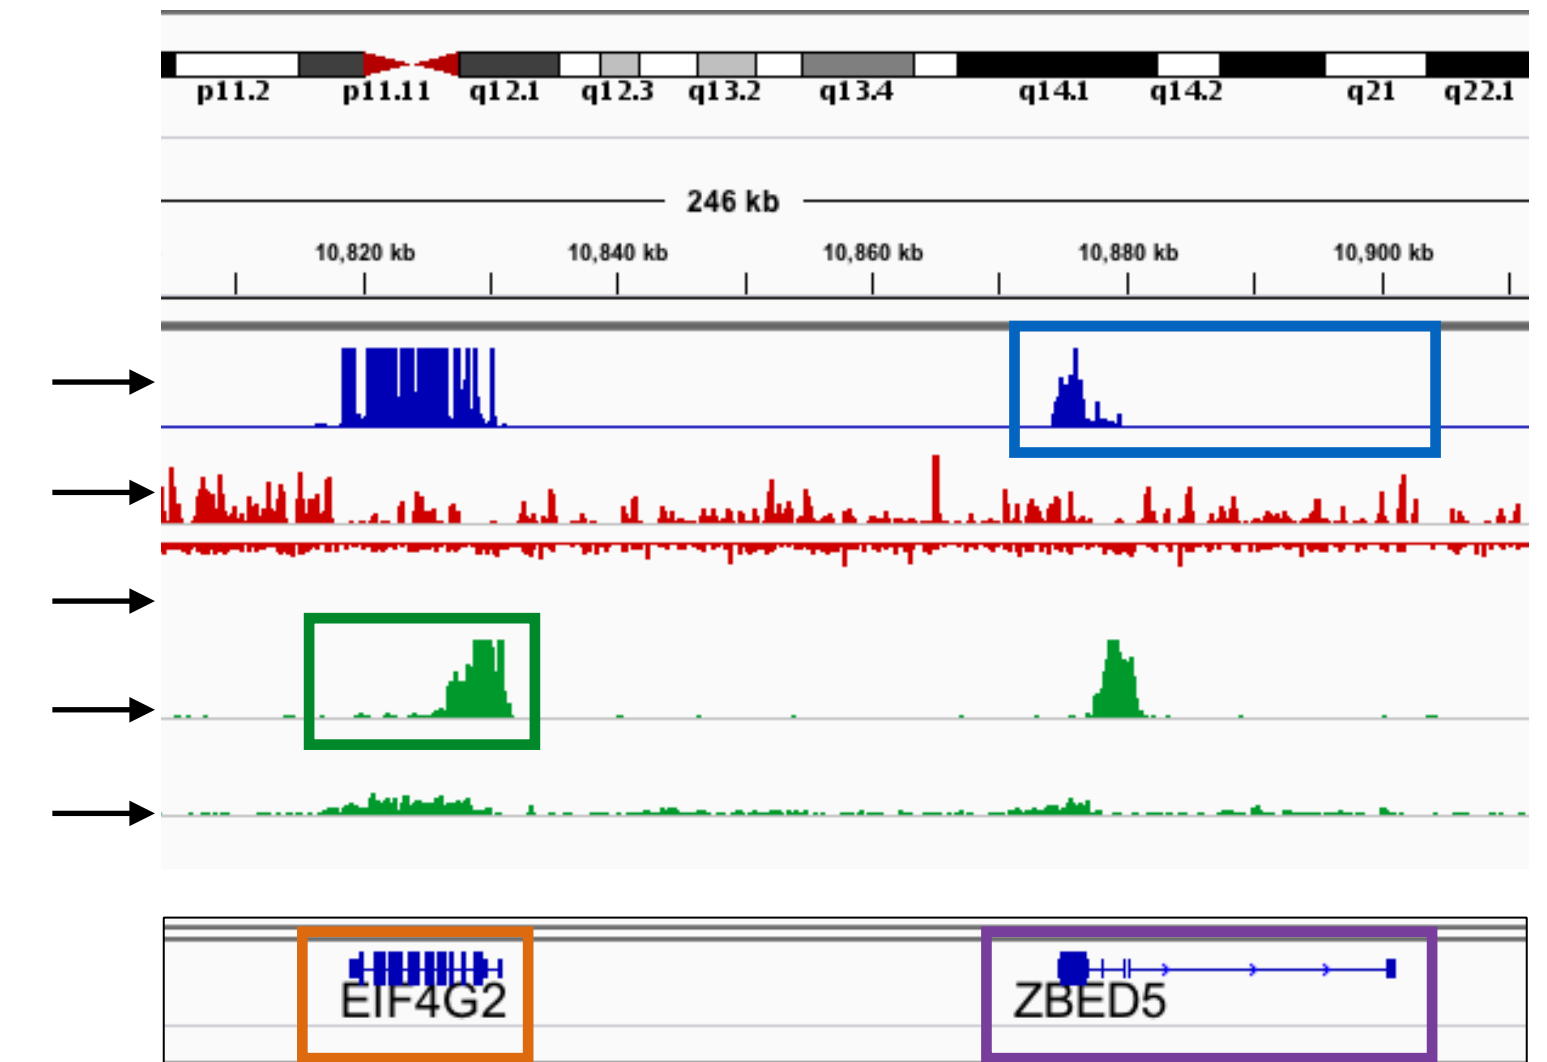 p11.2 p11.11 q12.1 q12.3 q13.2 q13.4 q14.1 q14.2 q21 q22.1
246 kb
10,820 kb 10,840 kb 10,860 kb 10,880 kb 10,900 kb
EIF4G2 ZBED5